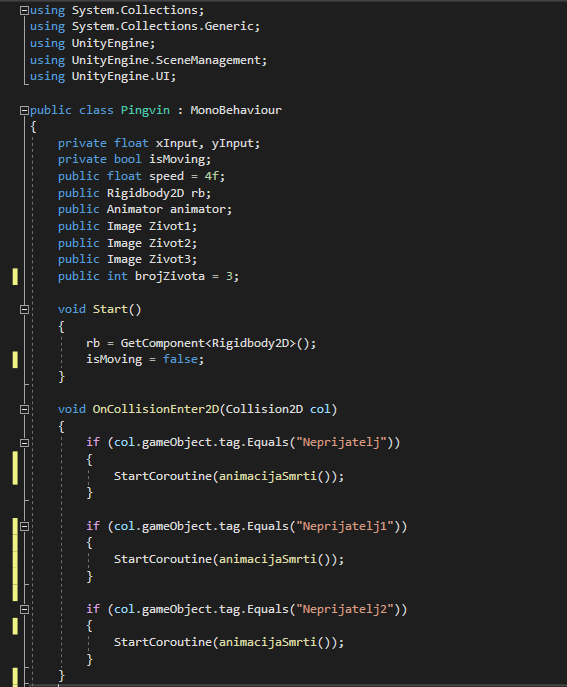 using System.Collections;
using System.Collections.Generic;
using UnityEngine;
using UnityEngine.SceneManagement;
using UnityEngine.UI;

public class Pingvin : MonoBehaviour
{
    private float xInput, yInput;
    private bool isMoving;
    public float speed = 4f;
    public Rigidbody2D rb;
    public Animator animator;
    public Image Zivot1;
    public Image Zivot2;
    public Image Zivot3;
    public int brojZivota = 3;

    void Start()
    {
        rb = GetComponent<Rigidbody2D>();
        isMoving = false;
    }

    void OnCollisionEnter2D(Collision2D col)
    {
        if (col.gameObject.tag.Equals("Neprijatelj"))
        {
            StartCoroutine(animacijaSmrti());
        }

        if (col.gameObject.tag.Equals("Neprijatelj1"))
        {
            StartCoroutine(animacijaSmrti());
        }

        if (col.gameObject.tag.Equals("Neprijatelj2"))
        {
            StartCoroutine(animacijaSmrti());
        }
    }